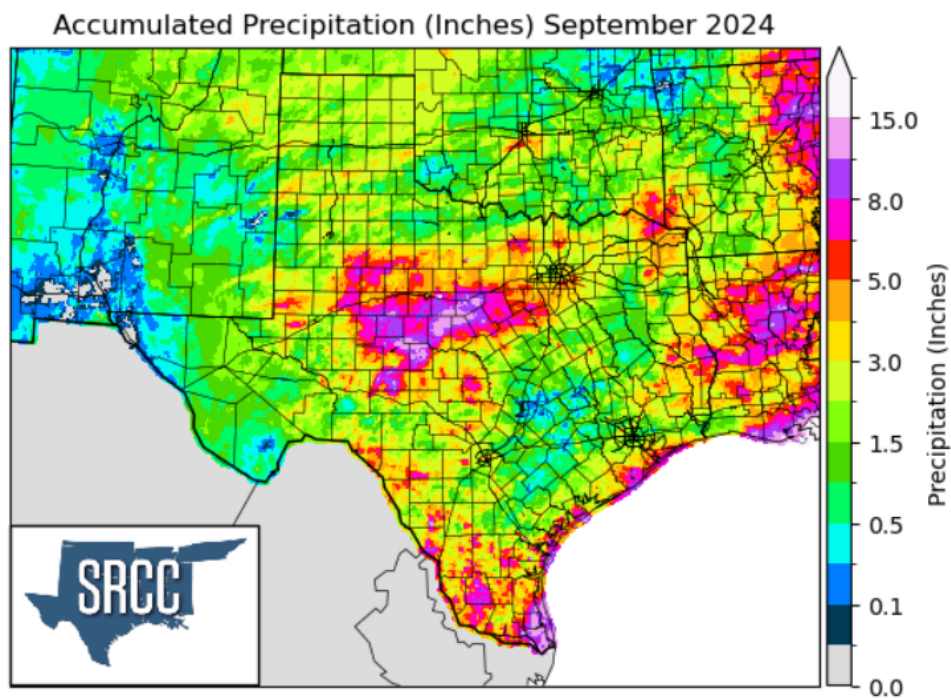 Accumulated Precipitation (Inches) September 2024
15.0
8.0
5.0
3.0
1.5
0.5
0.1
0.0
Precipitation (Inches)
SRCC